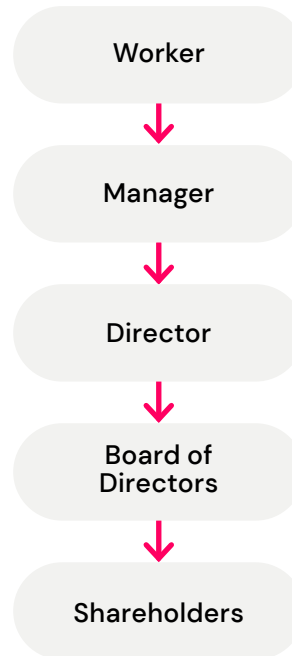 Worker
Manager
Director
Board of
Directors
Shareholders